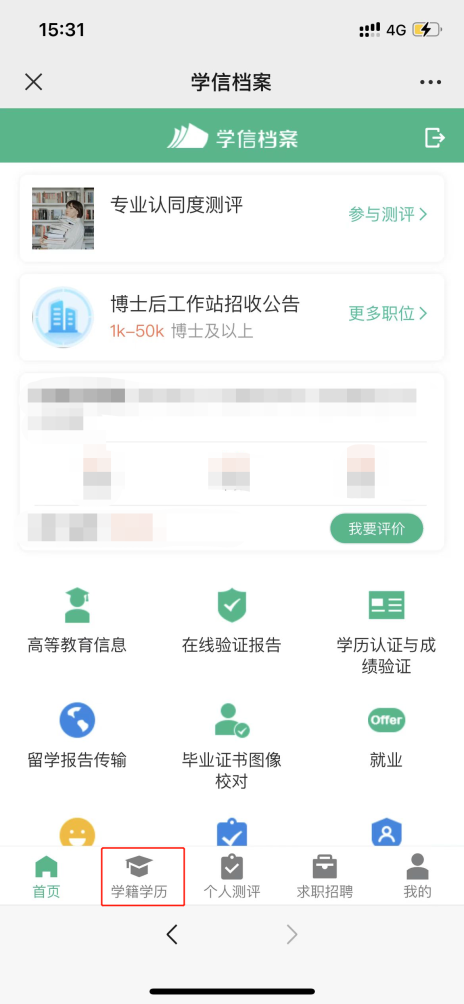 15:31
4G
学信档案
学信档案
专业认同度测评
参与测评
博士后工作站招收公告
更多职位
1k–50k 博士及以上
我要评价
高等教育信息
在线验证报告
学历认证与成
绩验证
Offer
留学报告传输
毕业证书图像
校对
就业
首页
学籍学历
个人测评
求职招聘
我的